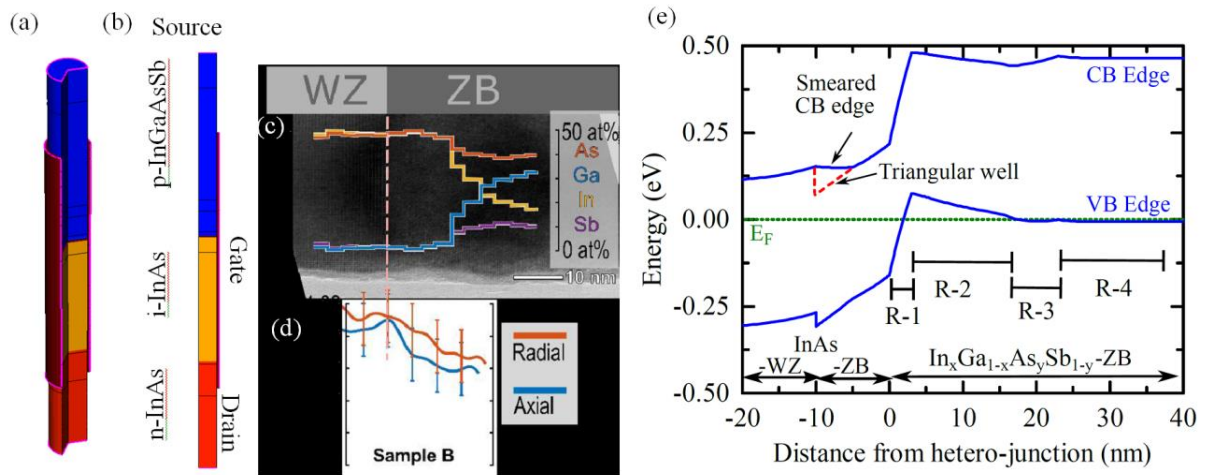 (a)
(b)
Source
p-InGaAsSb
i-InAs
n-InAs
Gate
Drain
WZ
ZB
(c)
50 at%
As
Ga
In
Sb
0 at%
10 nm
(d)
Radial
Axial
Sample B
(e)
Energy (eV)
0.50
0.25
0.00
-0.25
-0.50
CB Edge
Smeared
CB edge
Triangular well
VB Edge
E_F
R-1
R-2
R-3
R-4
InAs
-WZ
-ZB
InₓGa₁₋ₓAsᵧSb₁₋ᵧ-ZB
-20
-10
0
10
20
30
40
Distance from hetero-junction (nm)